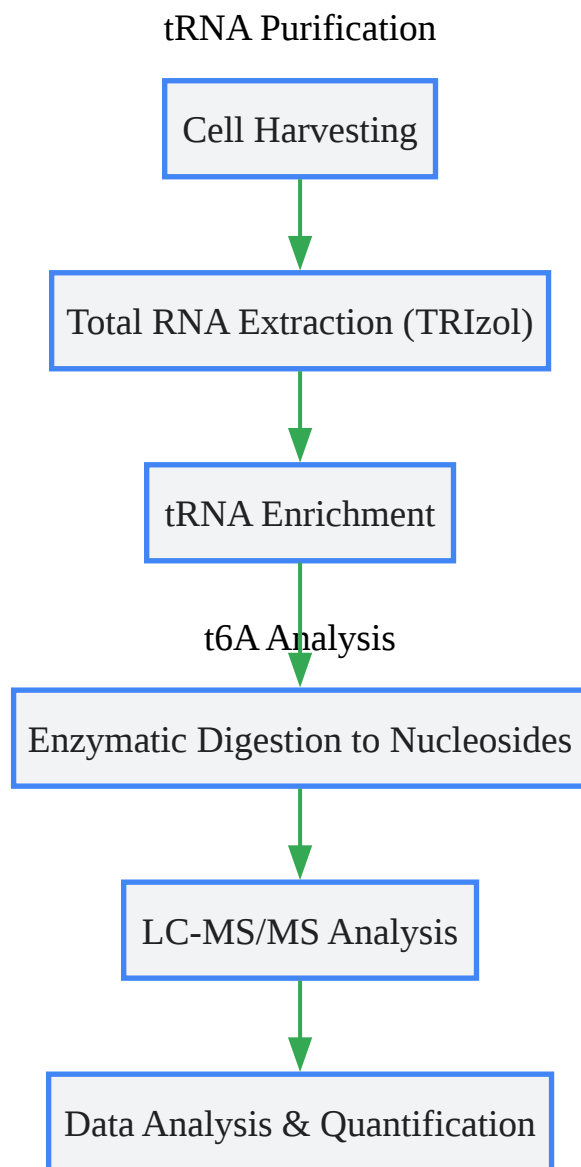 tRNA Purification
Cell Harvesting
Total RNA Extraction (TRIzol)
tRNA Enrichment
t6A Analysis
Enzymatic Digestion to Nucleosides
LC-MS/MS Analysis
Data Analysis & Quantification